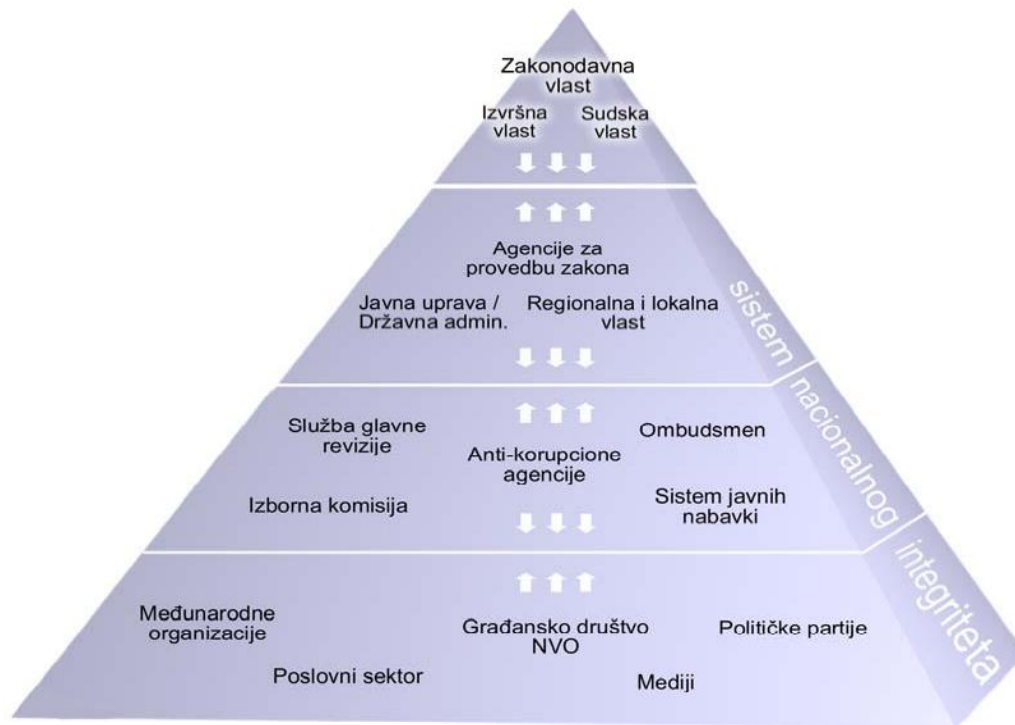 Zakonodavna
vlast
Izvršna
vlast
Sudska
vlast
Agencije za
provedbu zakona
Javna uprava /
Državna admin.
Regionalna i lokalna
vlast
Služba glavne
revizije
Ombudsmen
Anti-korupcione
agencije
Izborna komisija
Sistem javnih
nabavki
Međunarodne
organizacije
Građansko društvo
NVO
Političke partije
Poslovni sektor
Mediji
sistem
nacionalnog
integriteta